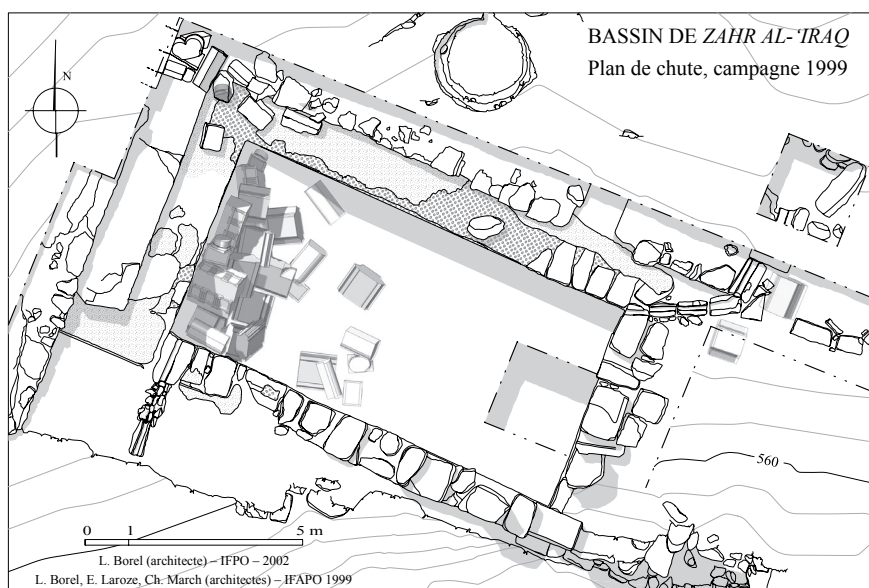 BASSIN DE ZAHR AL-‘IRAQ
Plan de chute, campagne 1999
N
560
0 1 5 m
L. Borel (architecte) – IFPO – 2002
L. Borel, E. Laroze, Ch. March (architectes) – IFAPO 1999